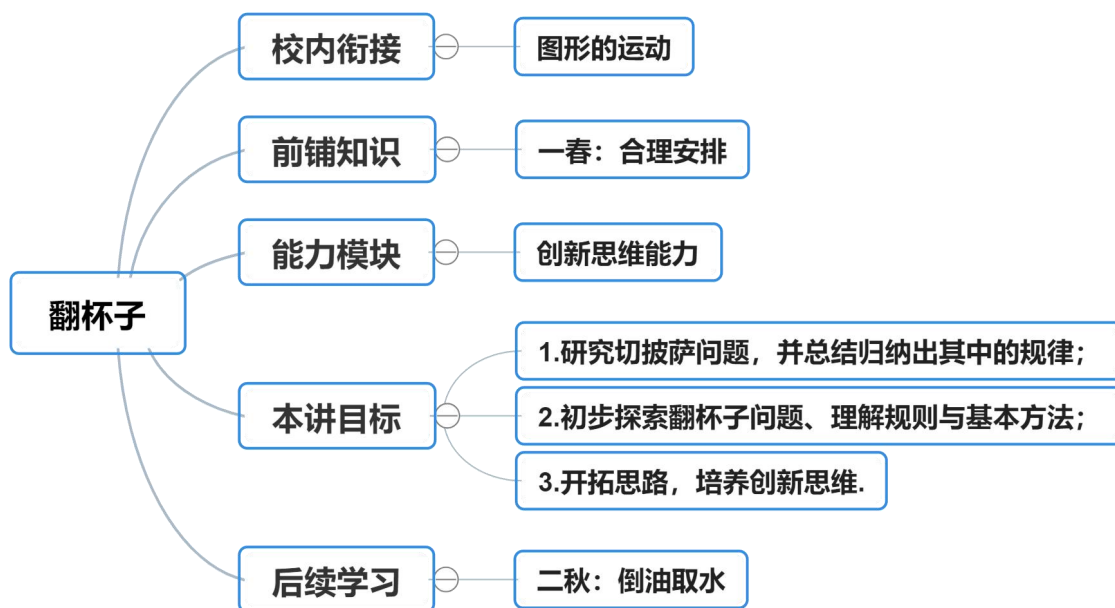 翻杯子
校内衔接
图形的运动
前铺知识
一春：合理安排
能力模块
创新思维能力
本讲目标
1.研究切披萨问题，并总结归纳出其中的规律；
2.初步探索翻杯子问题、理解规则与基本方法；
3.开拓思路，培养创新思维.
后续学习
二秋：倒油取水